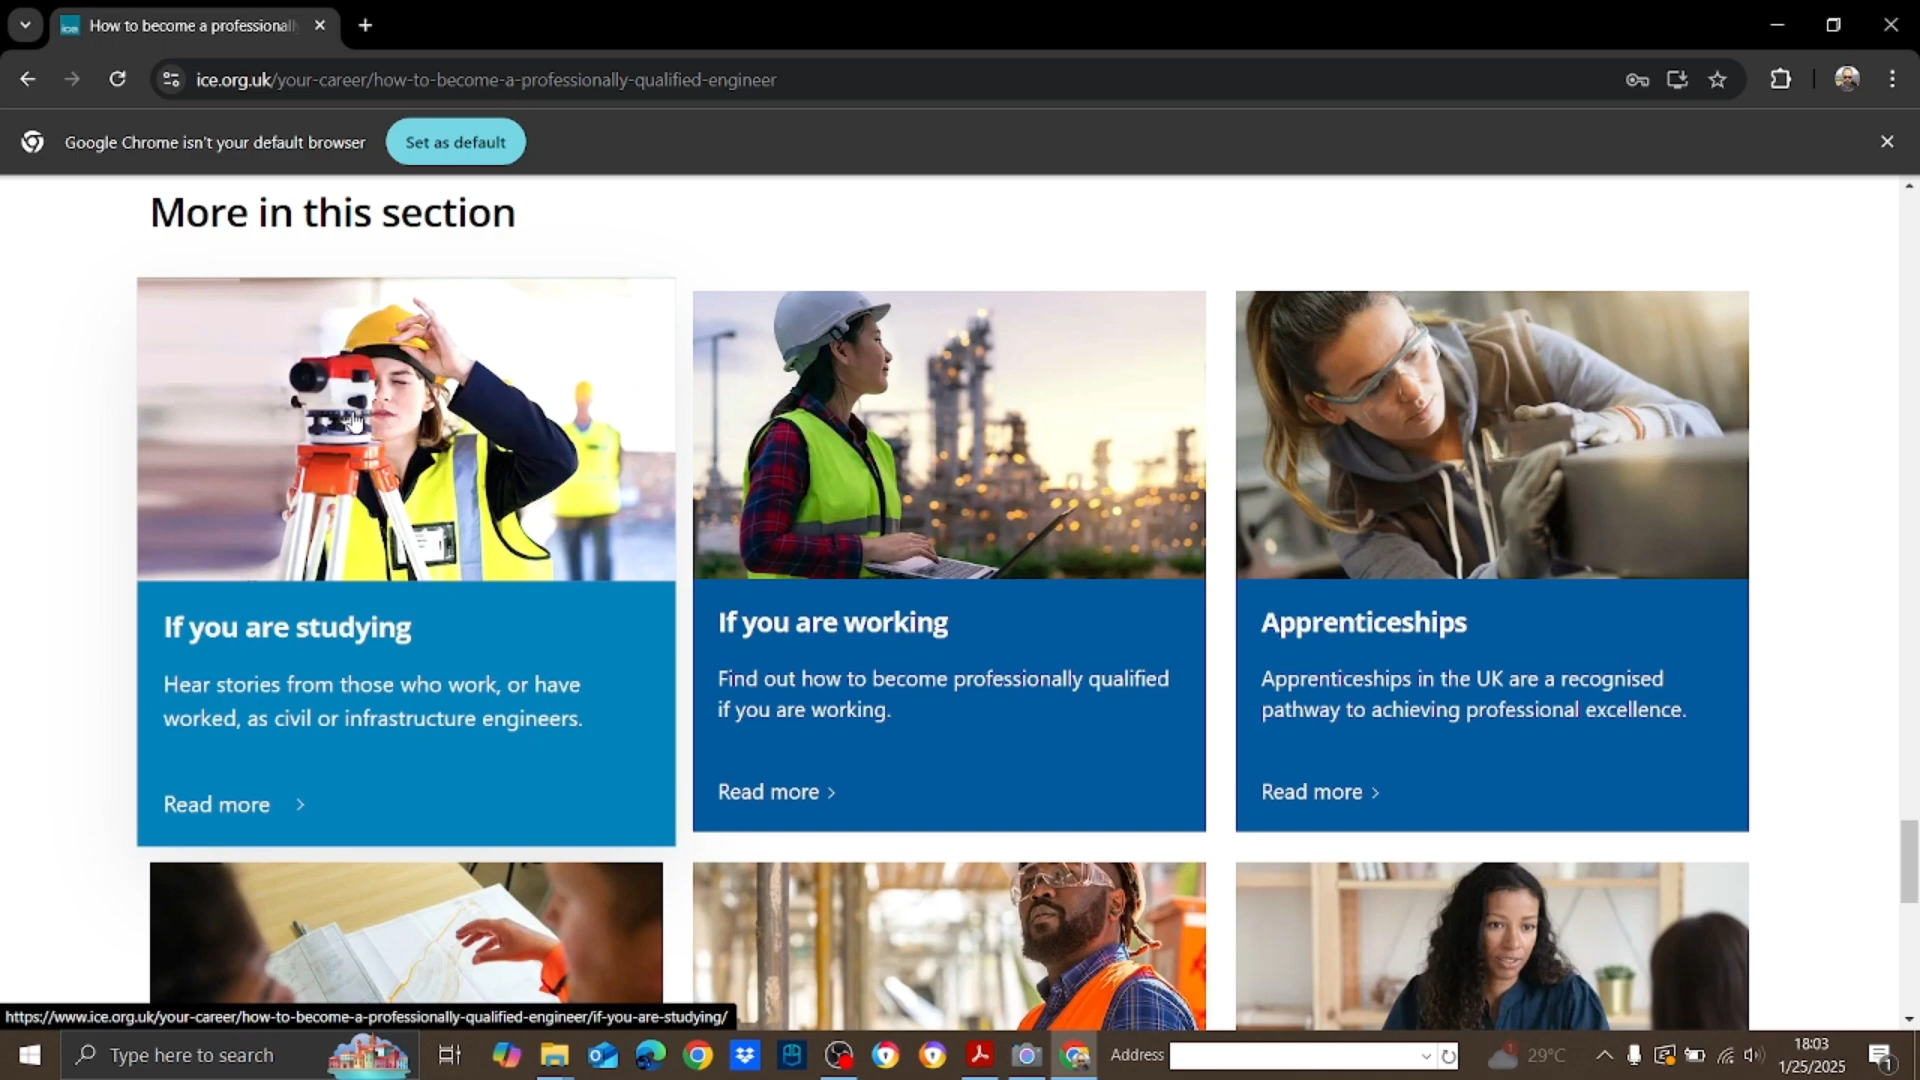 How to become a professionall
ice.org.uk/your-career/how-to-become-a-professionally-qualified-engineer
Google Chrome isn't your default browser
Set as default
More in this section
If you are studying
Hear stories from those who work, or have
worked, as civil or infrastructure engineers.
Read more
If you are working
Find out how to become professionally qualified
if you are working.
Read more
Apprenticeships
Apprenticeships in the UK are a recognised
pathway to achieving professional excellence.
Read more
https://www.ice.org.uk/your-career/how-to-become-a-professionally-qualified-engineer/if-you-are-studying/
Type here to search
Address
29°C
18:03
1/25/2025
1